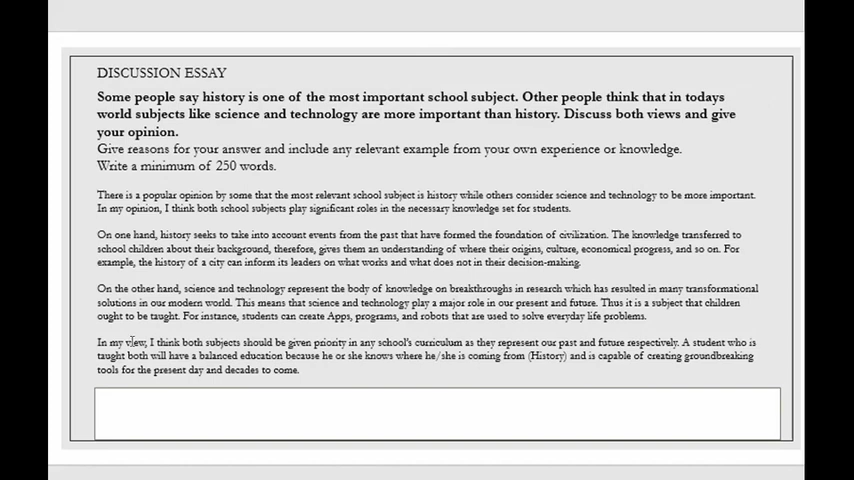 DISCUSSION ESSAY
Some people say history is one of the most important school subject. Other people think that in todays
world subjects like science and technology are more important than history. Discuss both views and give
your opinion.
Give reasons for your answer and include any relevant example from your own experience or knowledge.
Write a minimum of 250 words.
There is a popular opinion by some that the most relevant school subject is history while others consider science and technology to be more important.
In my opinion, I think both school subjects play significant roles in the necessary knowledge set for students.
On one hand, history seeks to take into account events from the past that have formed the foundation of civilization. The knowledge transferred to
school children about their background, therefore, gives them an understanding of where their origins, culture, economical progress, and so on. For
example, the history of a city can inform its leaders on what works and what does not in their decision-making.
On the other hand, science and technology represent the body of knowledge on breakthroughs in research which has resulted in many transformational
solutions in our modern world. This means that science and technology play a major role in our present and future. Thus it is a subject that children
ought to be taught. For instance, students can create Apps, programs, and robots that are used to solve everyday life problems.
In my view, I think both subjects should be given priority in any school's curriculum as they represent our past and future respectively. A student who is
taught both will have a balanced education because he or she knows where he/she is coming from (History) and is capable of creating groundbreaking
tools for the present day and decades to come.